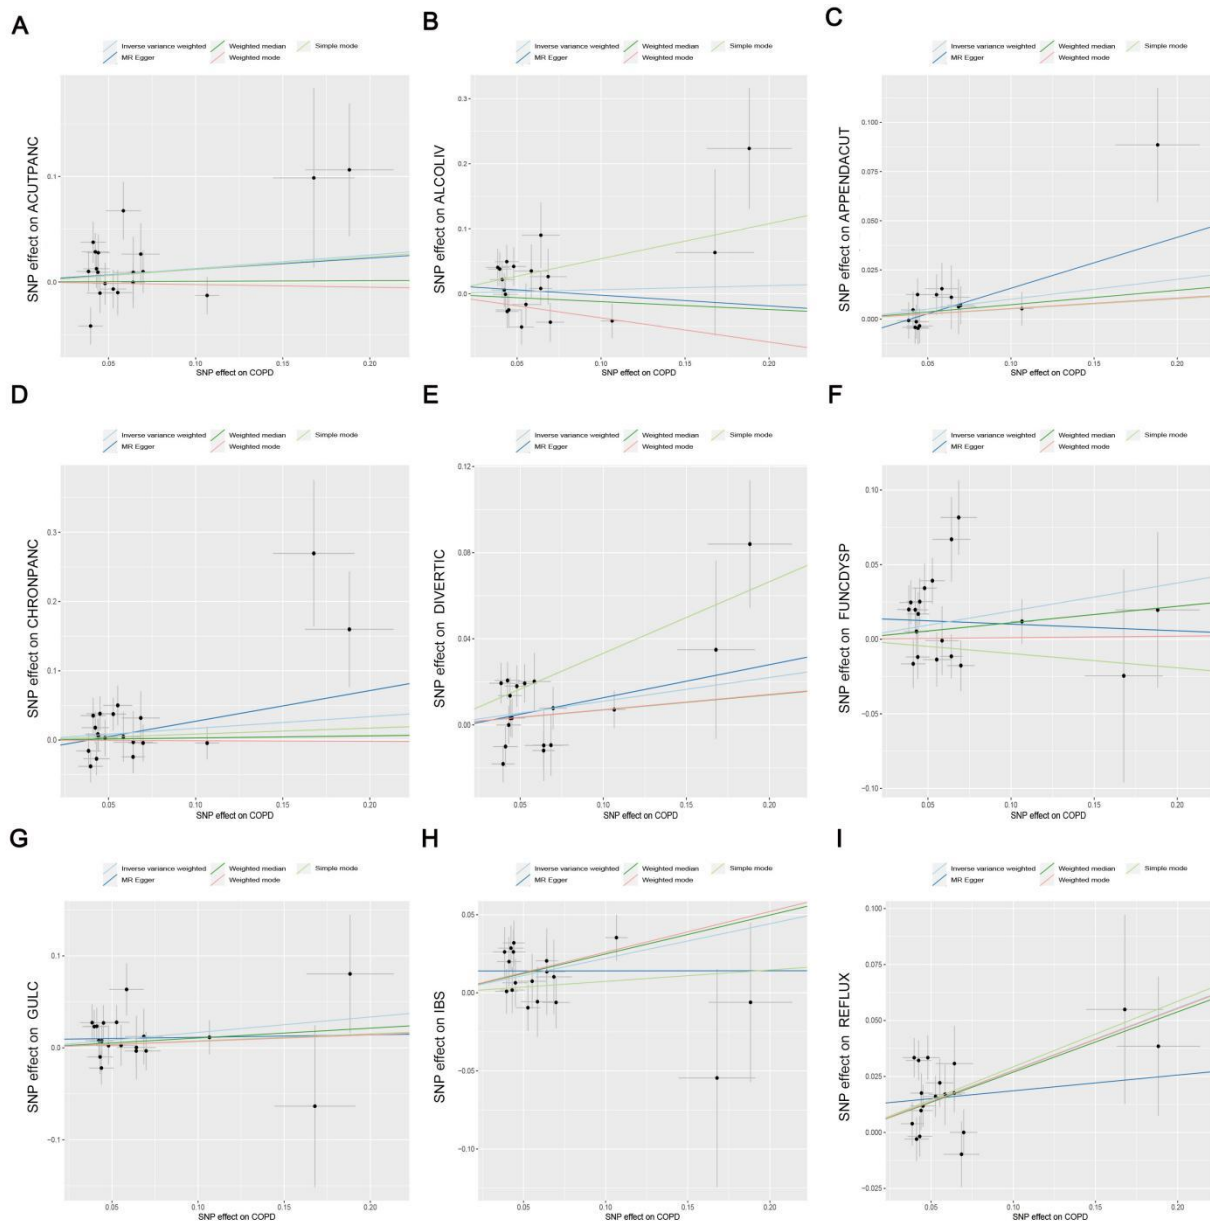 A
B
C
Inverse variance weighted Weighted median Simple mode
MR Egger Weighted mode
Inverse variance weighted Weighted median Simple mode
MR Egger Weighted mode
Inverse variance weighted Weighted median Simple mode
MR Egger Weighted mode
SNP effect on ACUTPANC
0.1
0.0
0.05 0.10 0.15 0.20
SNP effect on COPD
SNP effect on ALCOLIV
0.3
0.2
0.1
0.0
0.05 0.10 0.15 0.20
SNP effect on COPD
SNP effect on APPENDACUT
0.100
0.075
0.050
0.025
0.000
0.05 0.10 0.15 0.20
SNP effect on COPD
D
E
F
Inverse variance weighted Weighted median Simple mode
MR Egger Weighted mode
Inverse variance weighted Weighted median Simple mode
MR Egger Weighted mode
Inverse variance weighted Weighted median Simple mode
MR Egger Weighted mode
SNP effect on CHRONPANC
0.3
0.2
0.1
0.0
0.05 0.10 0.15 0.20
SNP effect on COPD
SNP effect on DIVERTIC
0.12
0.08
0.04
0.00
0.05 0.10 0.15 0.20
SNP effect on COPD
SNP effect on FUNCDYSP
0.10
0.05
0.00
−0.05
−0.10
0.05 0.10 0.15 0.20
SNP effect on COPD
G
H
I
Inverse variance weighted Weighted median Simple mode
MR Egger Weighted mode
Inverse variance weighted Weighted median Simple mode
MR Egger Weighted mode
Inverse variance weighted Weighted median Simple mode
MR Egger Weighted mode
SNP effect on GULC
0.1
0.0
−0.1
0.05 0.10 0.15 0.20
SNP effect on COPD
SNP effect on IBS
0.05
0.00
−0.05
−0.10
0.05 0.10 0.15 0.20
SNP effect on COPD
SNP effect on REFLUX
0.100
0.075
0.050
0.025
0.000
−0.025
0.05 0.10 0.15 0.20
SNP effect on COPD